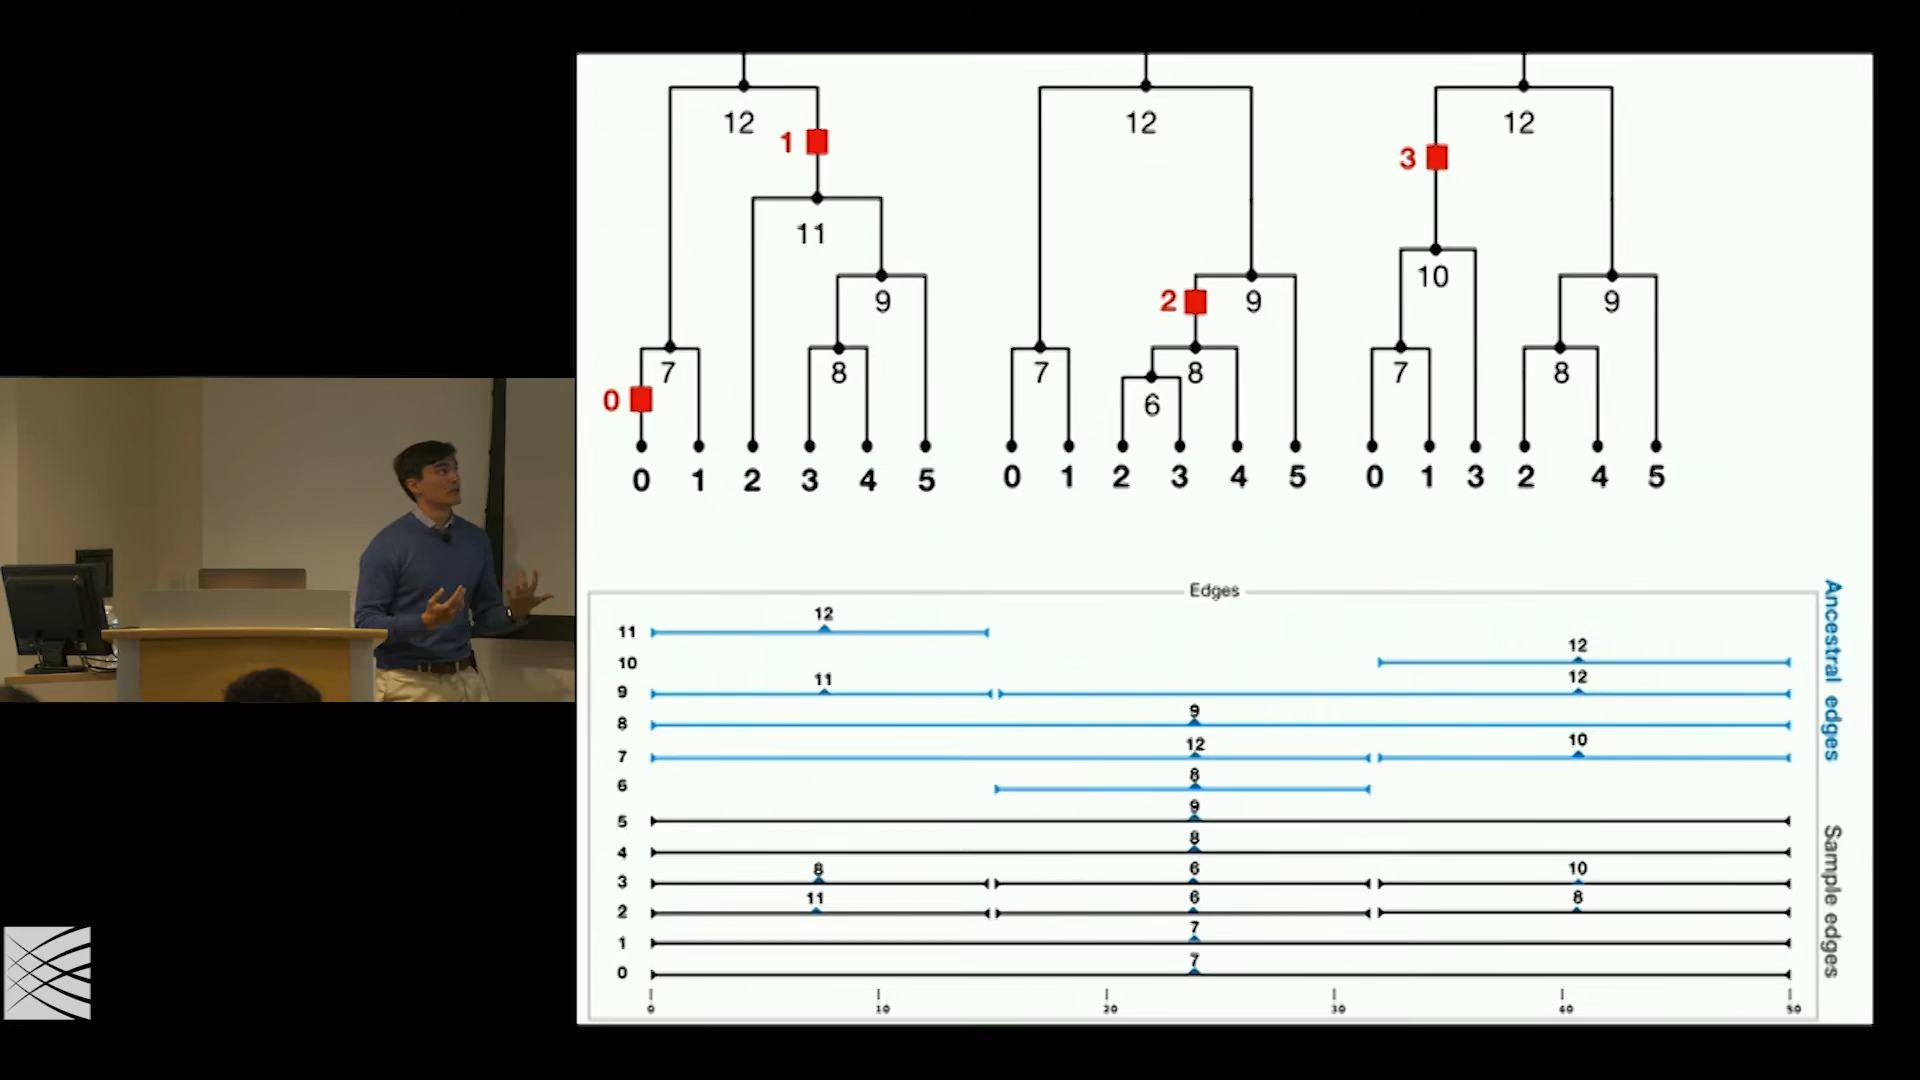 12 12 12
1 3
11
10
9 2 9 9
7 8 7 8 7 8
0 6
0 1 2 3 4 5 0 1 2 3 4 5 0 1 3 2 4 5
Edges
12
11
12
10
11 12
9
9
8
12 10
7
8
6
9
5
8
4
8 6 10
3
11 6 8
2
7
1
7
0
0 10 20 30 40 50
Ancestral edges
Sample edges